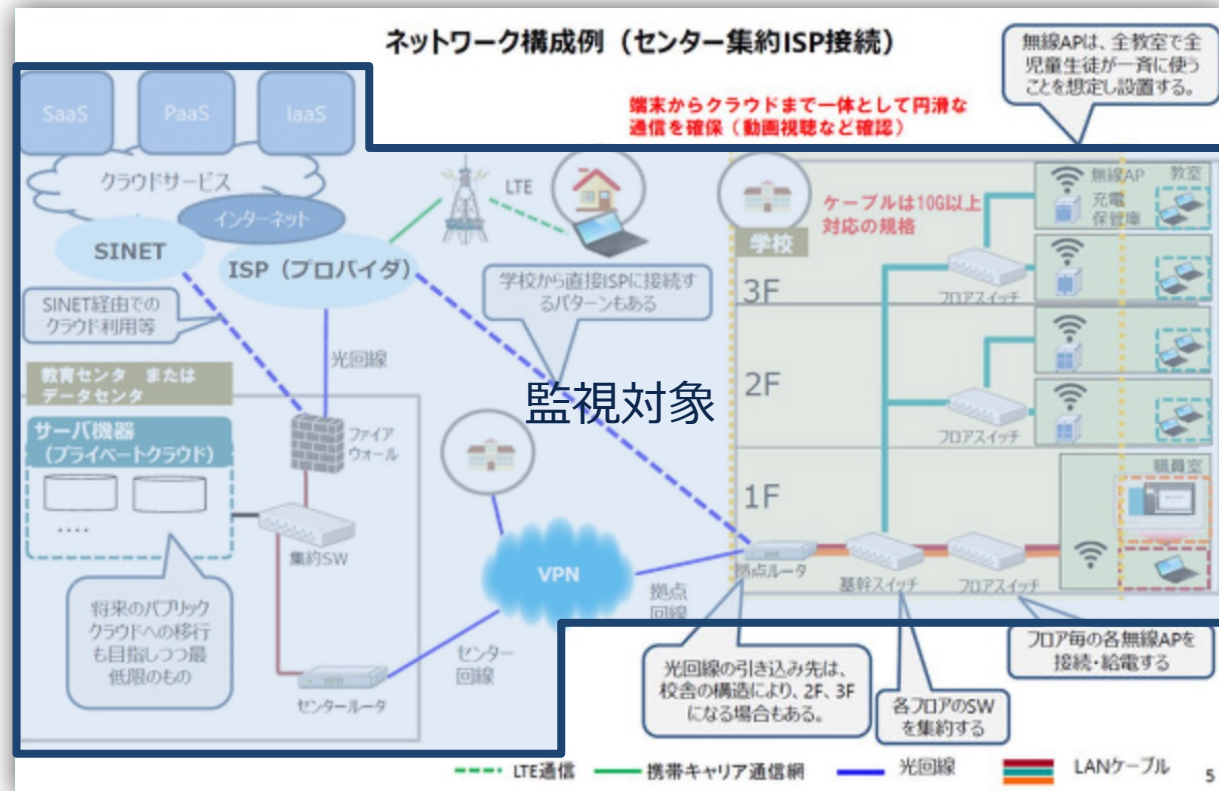 ネットワーク構成例（センター集約ISP接続）
無線APは、全教室で全
児童生徒が一斉に使う
ことを想定し設置する。
端末からクラウドまで一体として円滑な
通信を確保（動画視聴など確認）
SaaS
PaaS
IaaS
クラウドサービス
インターネット
SINET
ISP（プロバイダ）
LTE
SINET経由での
クラウド利用等
学校から直接ISPに接続す
るパターンもある
光回線
教育センタ または
データセンタ
サーバ機器
（プライベートクラウド）
....
ファイア
ウォール
集約SW
将来のパブリック
クラウドへの移行
も目指しつつ最
低限のもの
センタールータ
センター
回線
VPN
拠点
回線
監視対象
学校
ケーブルは10G以上
対応の規格
3F
2F
1F
無線AP
教室
充電
保管庫
フロアスイッチ
フロアスイッチ
職員室
拠点ルータ
基幹スイッチ
フロアスイッチ
光回線の引き込み先は、
校舎の構造により、2F、3F
になる場合もある。
各フロアのSW
を集約する
フロア毎の各無線APを
接続・給電する
LTE通信
携帯キャリア通信網
光回線
LANケーブル
5